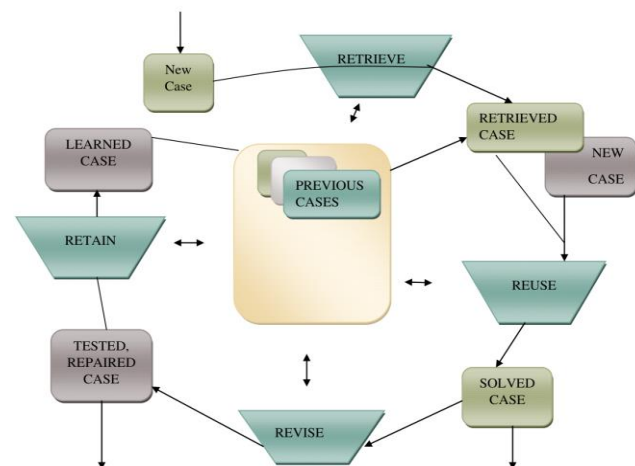 RETRIEVE
New
Case
RETRIEVED
CASE
NEW
CASE
LEARNED
CASE
PREVIOUS
CASES
RETAIN
REUSE
TESTED,
REPAIRED
CASE
SOLVED
CASE
REVISE